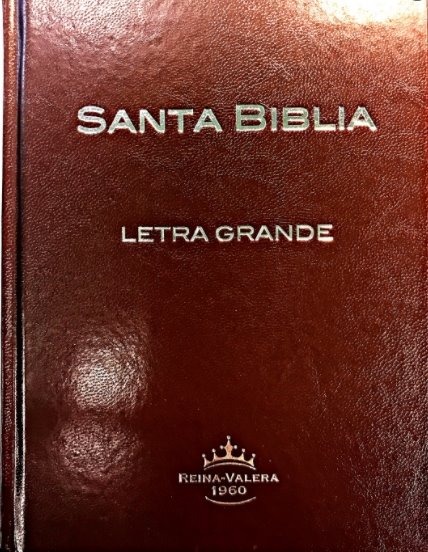 SANTA BIBLIA
LETRA GRANDE
REINA-VALERA
1960